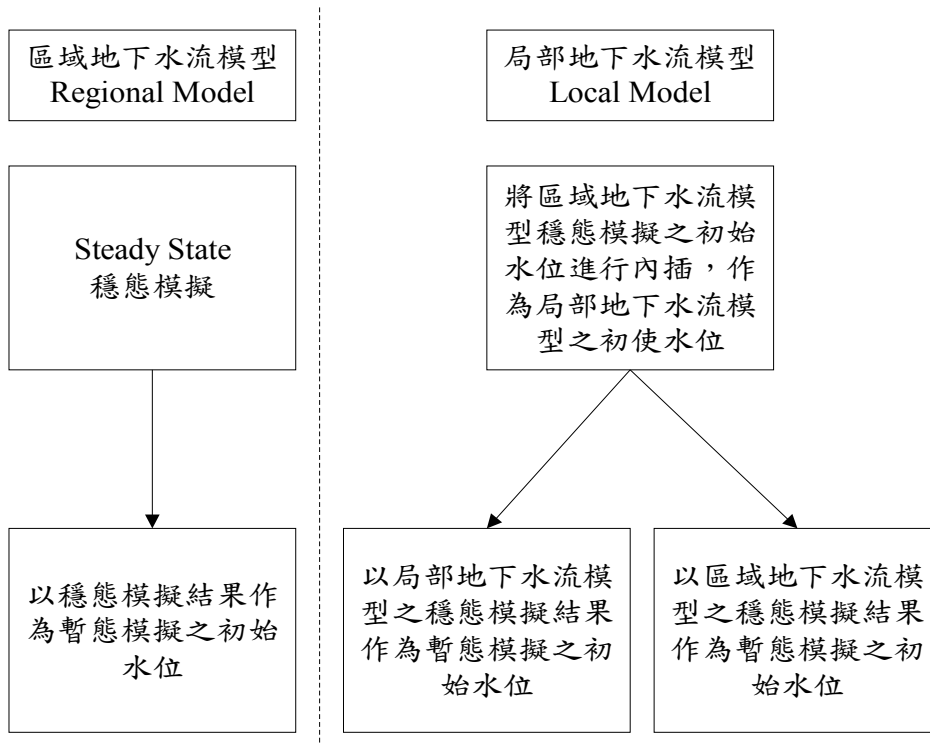 區域地下水流模型
Regional Model
局部地下水流模型
Local Model
Steady State
穩態模擬
將區域地下水流模
型穩態模擬之初始
水位進行內插，作
為局部地下水流模
型之初使水位
以穩態模擬結果作
為暫態模擬之初始
水位
以局部地下水流模
型之穩態模擬結果
作為暫態模擬之初
始水位
以區域地下水流模
型之穩態模擬結果
作為暫態模擬之初
始水位